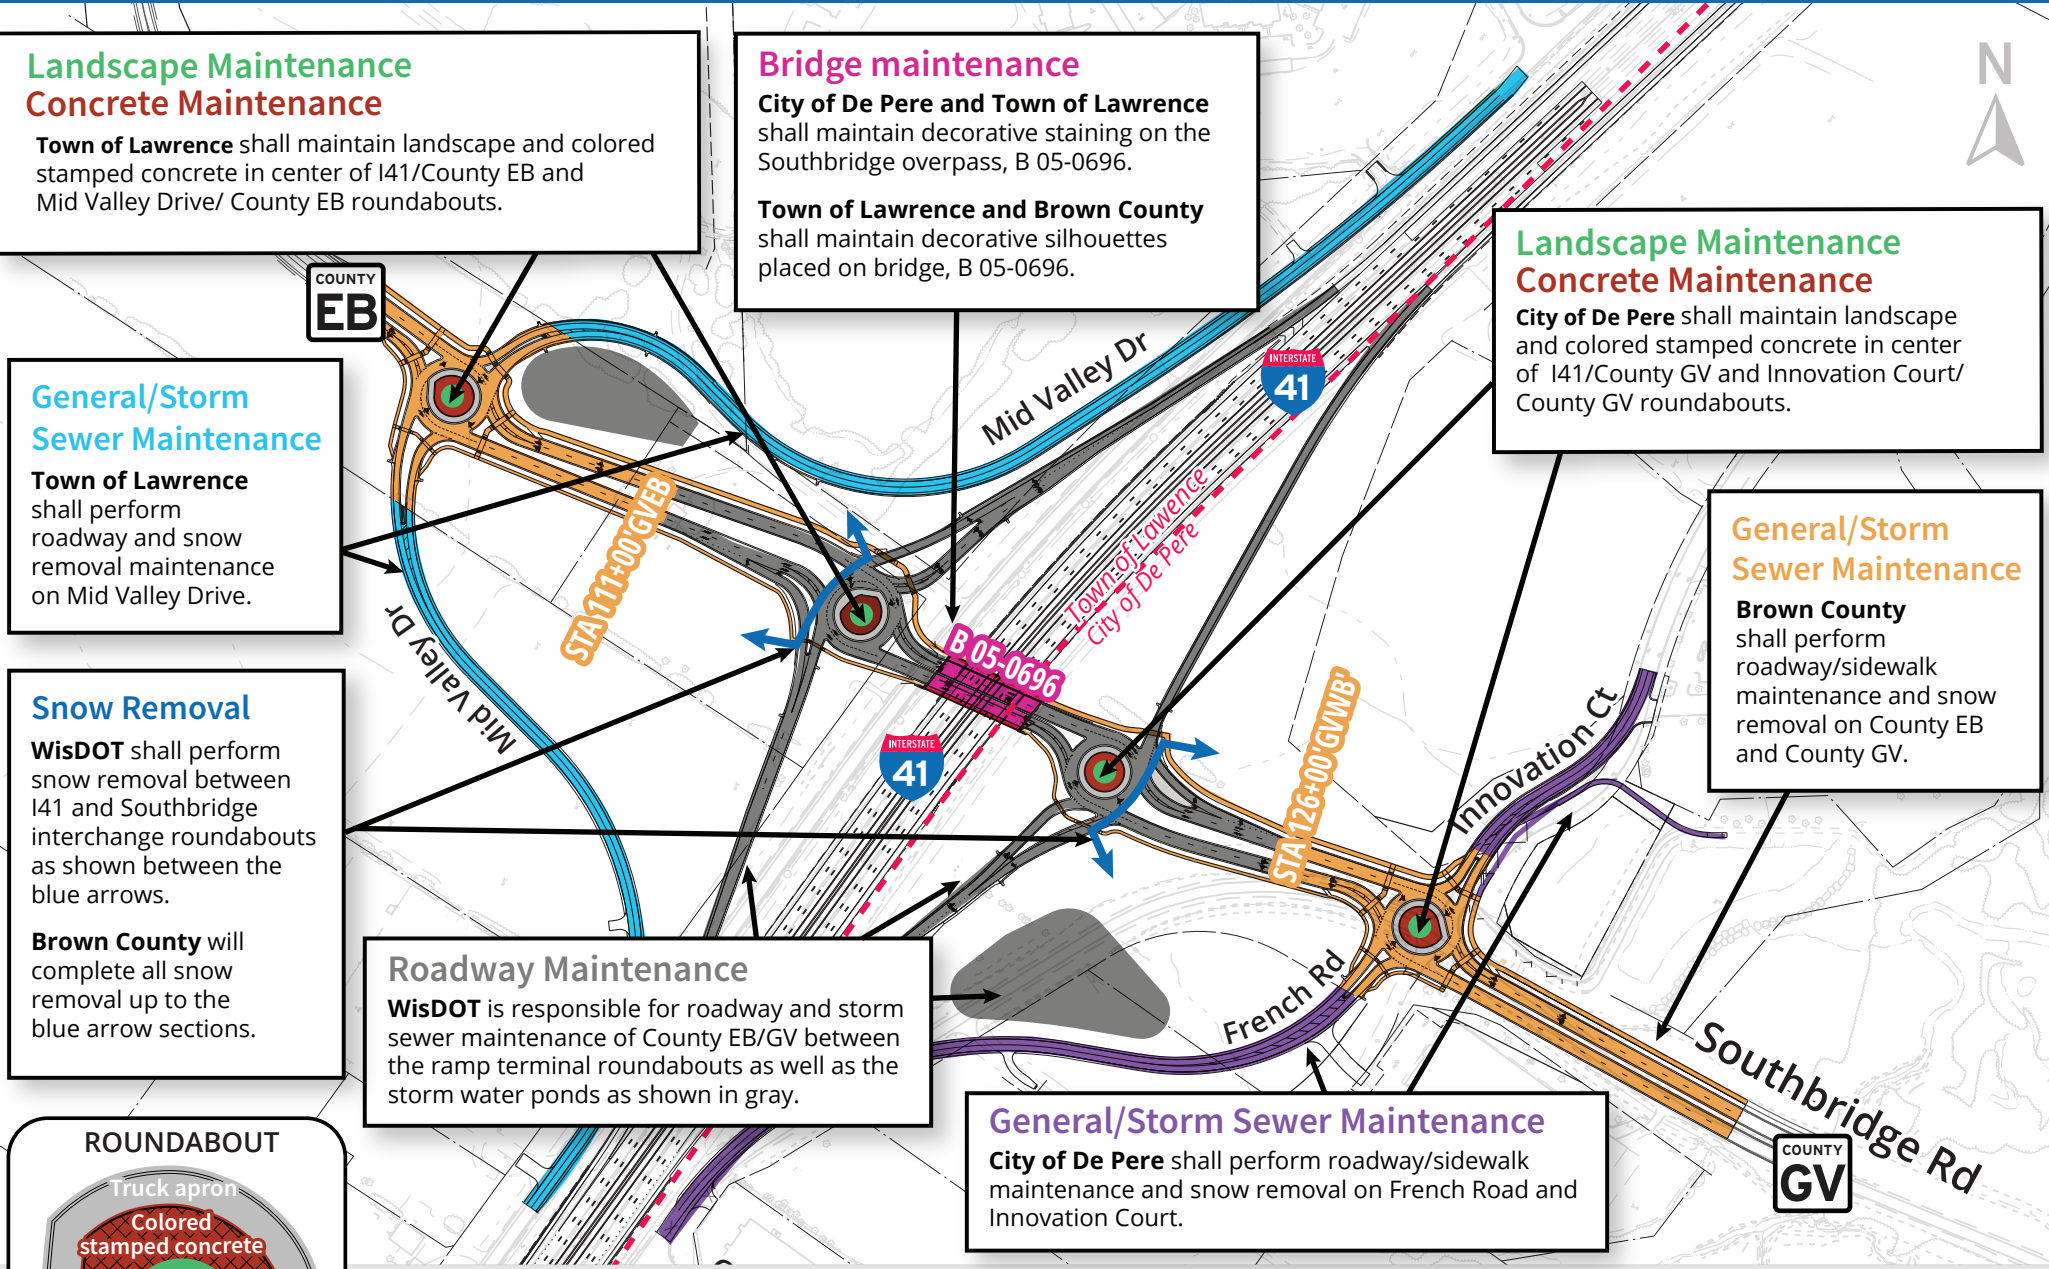 Landscape Maintenance
Concrete Maintenance
Town of Lawrence shall maintain landscape and colored
stamped concrete in center of I41/County EB and
Mid Valley Drive/ County EB roundabouts.
Bridge maintenance
City of De Pere and Town of Lawrence
shall maintain decorative staining on the
Southbridge overpass, B 05-0696.
Town of Lawrence and Brown County
shall maintain decorative silhouettes
placed on bridge, B 05-0696.
N
Landscape Maintenance
Concrete Maintenance
City of De Pere shall maintain landscape
and colored stamped concrete in center
of I41/County GV and Innovation Court/
County GV roundabouts.
COUNTY
EB
General/Storm
Sewer Maintenance
Town of Lawrence
shall perform
roadway and snow
removal maintenance
on Mid Valley Drive.
Mid Valley Dr
INTERSTATE
41
STA 111+00'GVEB'
Town of Lawence
City of De Pere
General/Storm
Sewer Maintenance
Brown County
shall perform
roadway/sidewalk
maintenance and snow
removal on County EB
and County GV.
Mid Valley Dr
B 05-0696
INTERSTATE
41
STA 126+00'GVWB'
Innovation Ct
Snow Removal
WisDOT shall perform
snow removal between
I41 and Southbridge
interchange roundabouts
as shown between the
blue arrows.
Brown County will
complete all snow
removal up to the
blue arrow sections.
Roadway Maintenance
WisDOT is responsible for roadway and storm
sewer maintenance of County EB/GV between
the ramp terminal roundabouts as well as the
storm water ponds as shown in gray.
French Rd
Southbridge Rd
COUNTY
GV
General/Storm Sewer Maintenance
City of De Pere shall perform roadway/sidewalk
maintenance and snow removal on French Road and
Innovation Court.
ROUNDABOUT
Truck apron
Colored
stamped concrete